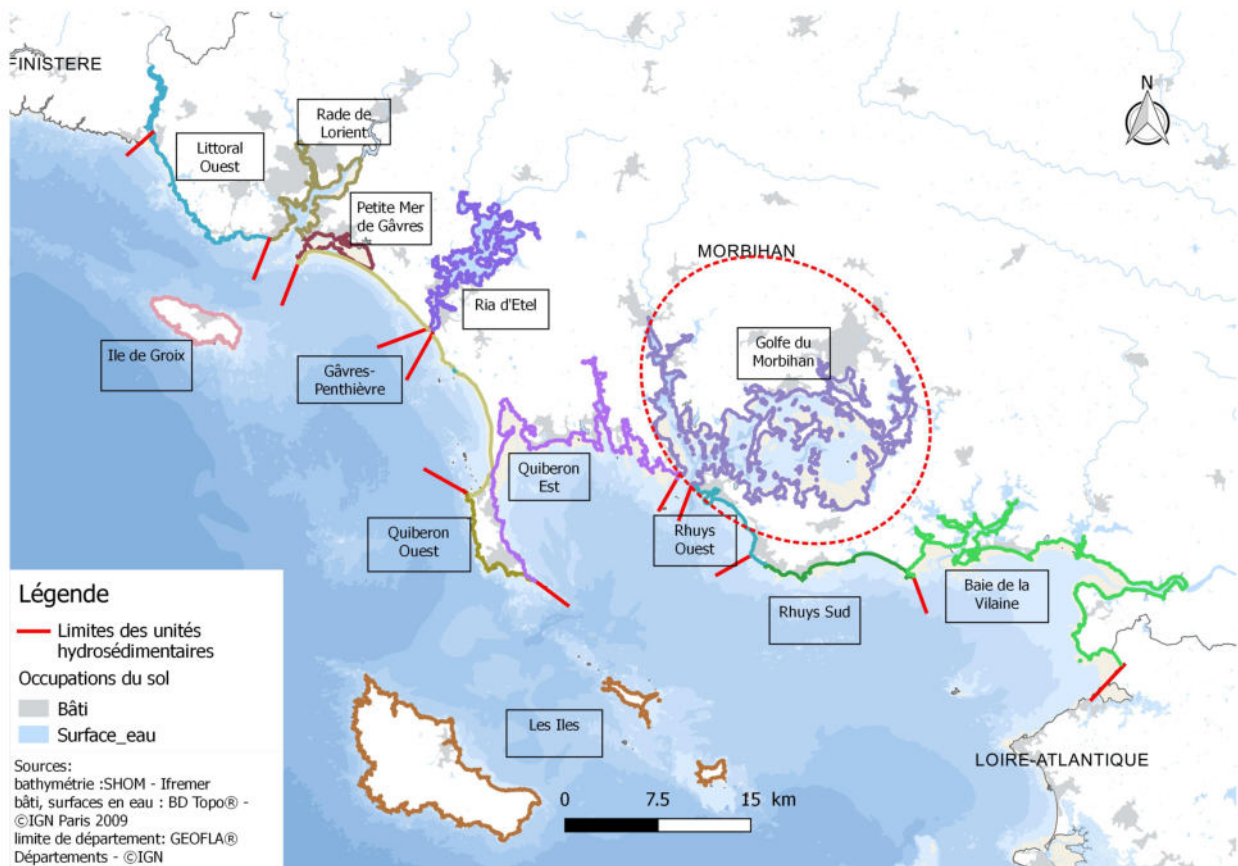 FINISTERE
Rade de
Lorient
N
Littoral
Ouest
Petite Mer
de Gâvres
MORBIHAN
Ria d'Etel
Golfe du
Morbihan
Ile de Groix
Gâvres-
Penthièvre
Quiberon
Est
Quiberon
Ouest
Rhuys
Ouest
Baie de la
Vilaine
Rhuys Sud
Les Iles
LOIRE-ATLANTIQUE
0 7.5 15 km
Légende
Limites des unités
hydrosédimentaires
Occupations du sol
Bâti
Surface_eau
Sources:
bathymétrie :SHOM - Ifremer
bâti, surfaces en eau : BD Topo® -
©IGN Paris 2009
limite de département: GEOFLA®
Départements - ©IGN